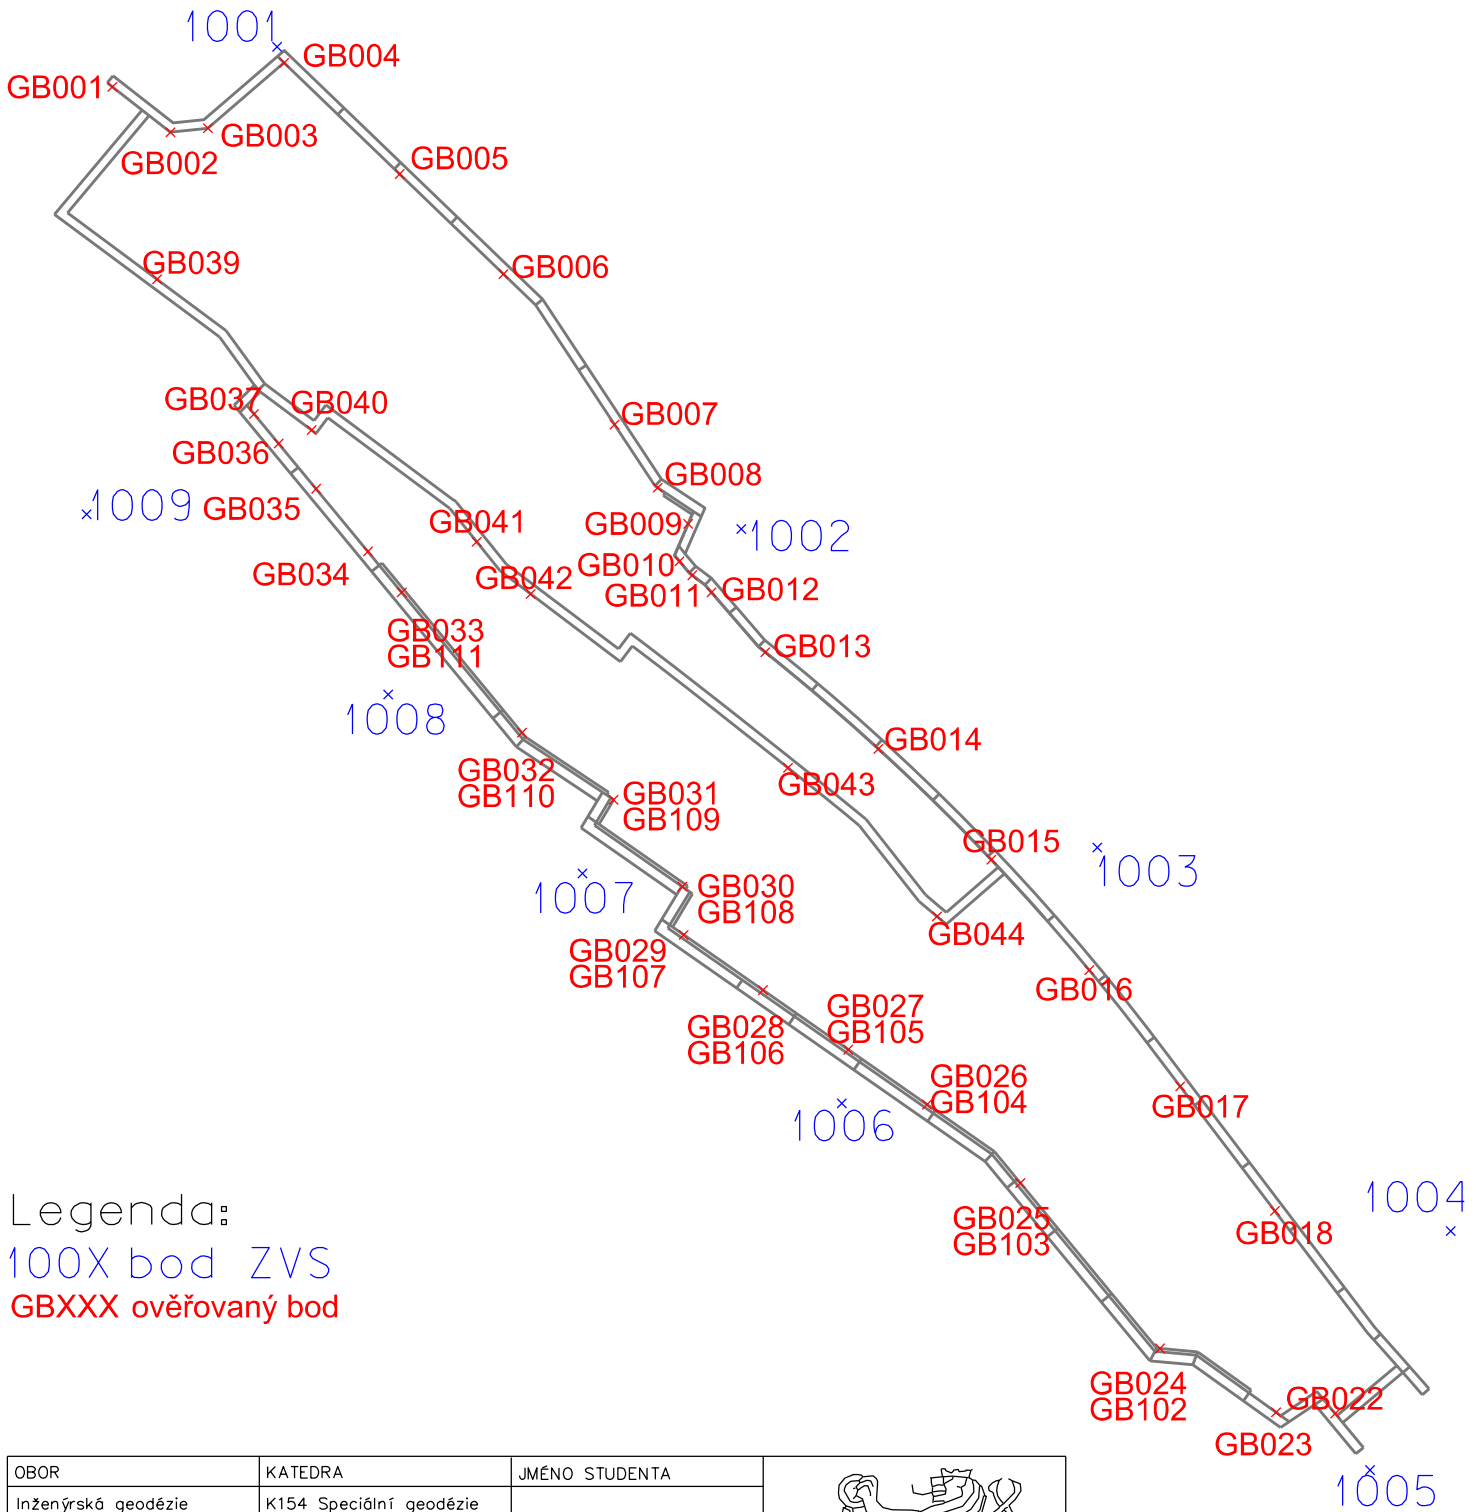 1001
GB004
GB001
GB003
GB002
GB005
GB039
GB006
GB037
GB040
GB007
GB036
GB008
1009
GB035
GB041
GB009
1002
GB034
GB042
GB010
GB011
GB012
GB033
GB111
GB013
1008
GB014
GB032
GB110
GB031
GB109
GB043
GB015
1003
1007
GB030
GB108
GB029
GB107
GB044
GB016
GB028
GB106
GB027
GB105
GB026
GB104
1006
GB017
1004
Legenda:
GB025
GB103
GB018
100X bod ZVS
GBXXX ověřovaný bod
GB024
GB102
GB022
GB023
1005
OBOR
KATEDRA
JMÉNO STUDENTA
Inženýrská geodézie
K154 Speciální geodézie